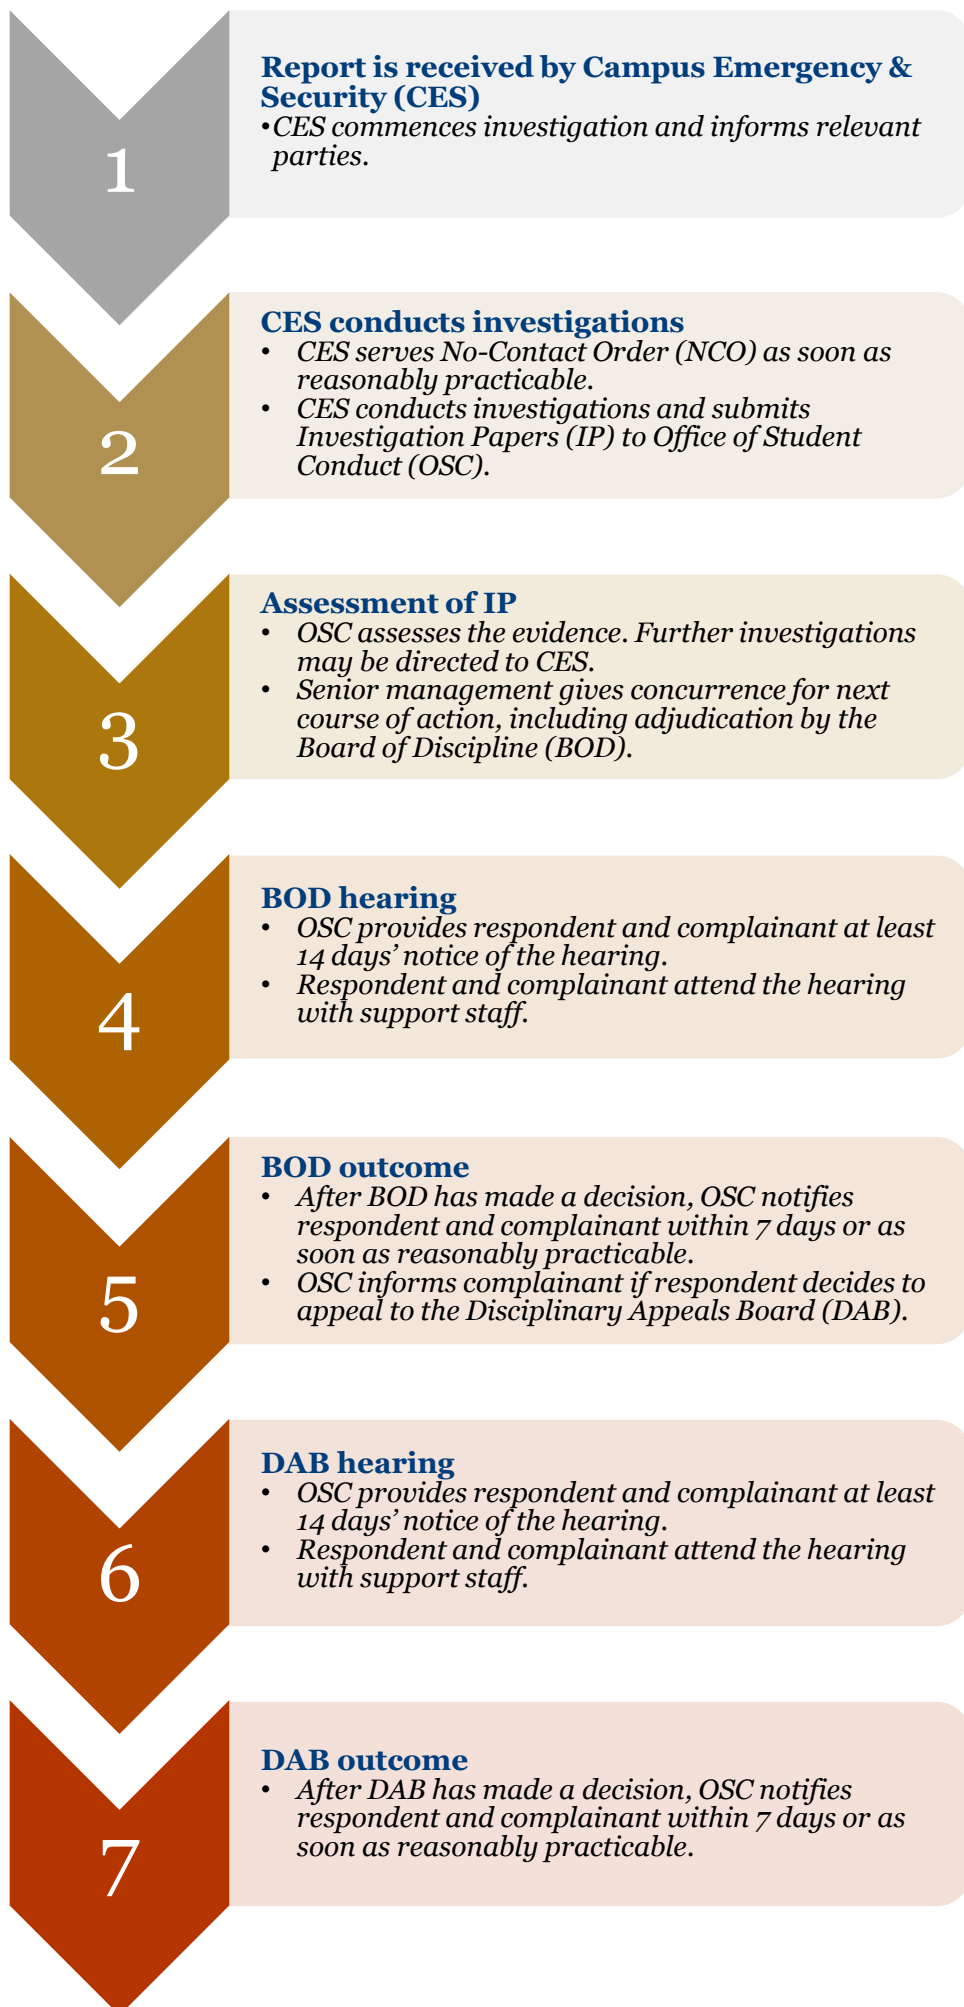 1
Report is received by Campus Emergency &
Security (CES)
•CES commences investigation and informs relevant
parties.
2
CES conducts investigations
• CES serves No-Contact Order (NCO) as soon as
reasonably practicable.
• CES conducts investigations and submits
Investigation Papers (IP) to Office of Student
Conduct (OSC).
3
Assessment of IP
• OSC assesses the evidence. Further investigations
may be directed to CES.
• Senior management gives concurrence for next
course of action, including adjudication by the
Board of Discipline (BOD).
4
BOD hearing
• OSC provides respondent and complainant at least
14 days’ notice of the hearing.
• Respondent and complainant attend the hearing
with support staff.
5
BOD outcome
• After BOD has made a decision, OSC notifies
respondent and complainant within 7 days or as
soon as reasonably practicable.
• OSC informs complainant if respondent decides to
appeal to the Disciplinary Appeals Board (DAB).
6
DAB hearing
• OSC provides respondent and complainant at least
14 days’ notice of the hearing.
• Respondent and complainant attend the hearing
with support staff.
7
DAB outcome
• After DAB has made a decision, OSC notifies
respondent and complainant within 7 days or as
soon as reasonably practicable.